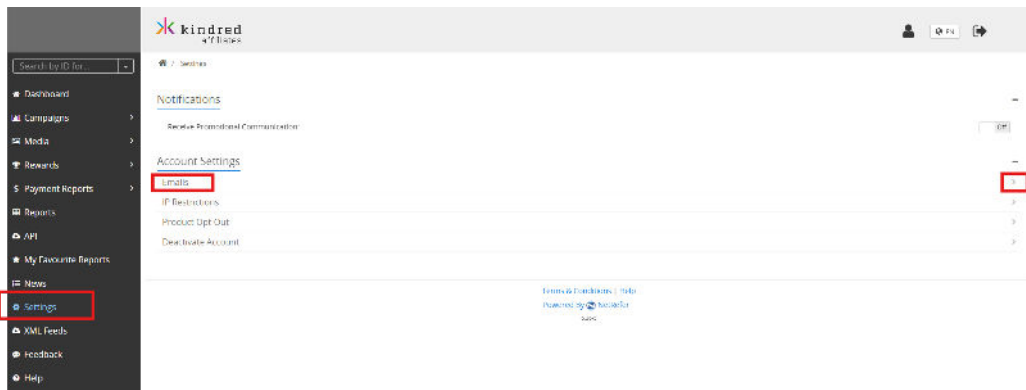 kindred
affiliates
Search by ID for...
EN
/ Settings
Dashboard
Campaigns
Media
Rewards
$ Payment Reports
Reports
API
My Favourite Reports
News
Settings
XML Feeds
Feedback
Help
Notifications
Receive Promotional Communication:
Off
Account Settings
Emails
IP Restrictions
Product Opt Out
Deactivate Account
Terms & Conditions | Help
Powered By NetRefer